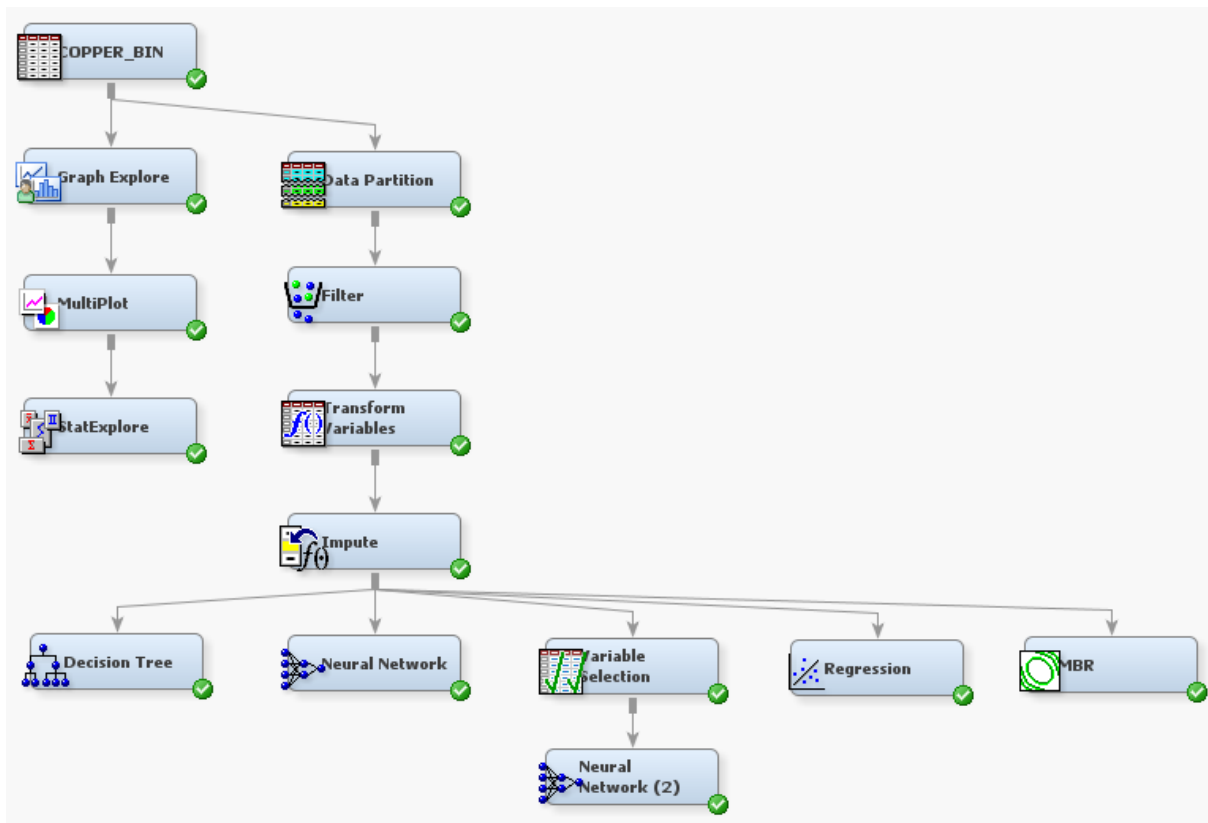 COPPER_BIN
Graph Explore
Data Partition
MultiPlot
Filter
StatExplore
Transform
Variables
Impute
Decision Tree
Neural Network
Variable
Selection
Regression
MBR
Neural
Network (2)